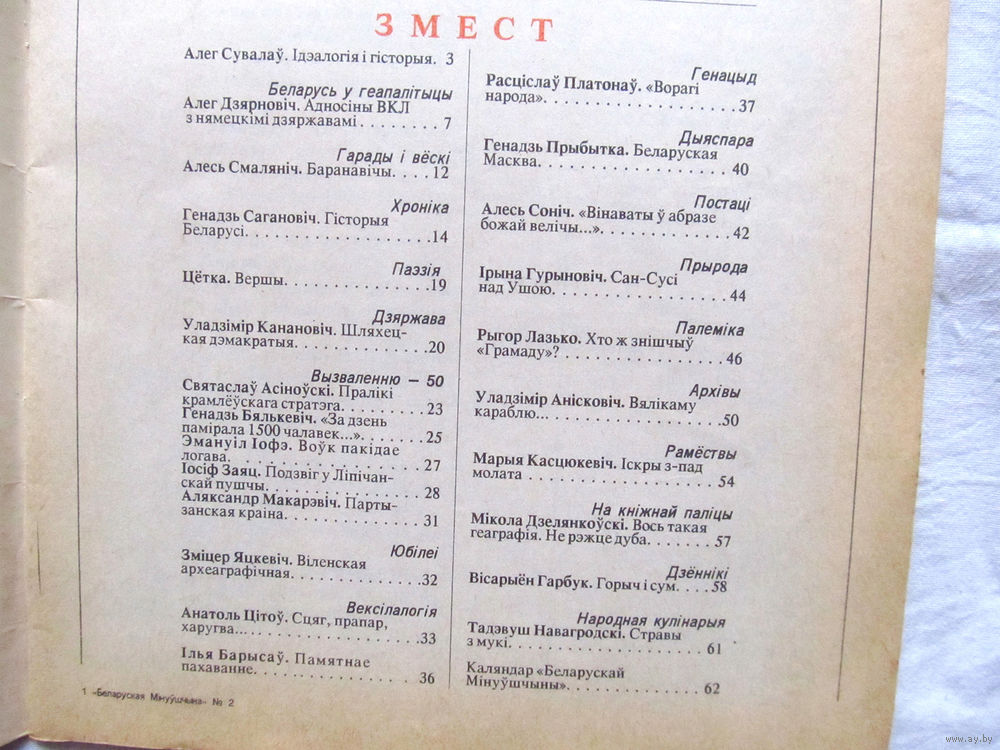 ЗМЕСТ
Алег Сувалаў. Ідэалогія і гісторыя. 3
Беларусь у геапалітыцы
Алег Дзярновіч. Адносіны ВКЛ
з нямецкімі дзяржавамі . . . . . . . . 7
Гарады і вёскі
Алесь Смаляніч. Баранавічы. . . . 12
Хроніка
Генадзь Сагановіч. Гісторыя
Беларусі. . . . . . . . . . . . . . . . . .14
Паэзія
Цётка. Вершы. . . . . . . . . . . . . . .19
Дзяржава
Уладзімір Канановіч. Шляхец-
кая дэмакратыя. . . . . . . . . . . . . .20
Вызваленню – 50
Святаслаў Асіноўскі. Пралікі
крамлёўскага стратэга. . . . . . . . . 23
Генадзь Бялькевіч. «За дзень
памірала 1500 чалавек...». . . . . . . 25
Эмануіл Іофэ. Воўк пакідае
логава. . . . . . . . . . . . . . . . . . . 27
Іосіф Заяц. Подзвіг у Ліпічан-
скай пушчы. . . . . . . . . . . . . . . . 28
Аляксандр Макарэвіч. Парты-
занская краіна. . . . . . . . . . . . . . 31
Юбілеі
Зміцер Яцкевіч. Віленская
археаграфічная. . . . . . . . . . . . . . 32
Вексілалогія
Анатоль Цітоў. Сцяг, прапар,
харугва... . . . . . . . . . . . . . . . . .33
Ілья Барысаў. Памятнае
пахаванне. . . . . . . . . . . . . . . . . 36
1 «Беларуская Мінуўшчына» № 2
Генацыд
Расціслаў Платонаў. «Ворагі
народа». . . . . . . . . . . . . . . . . . .37
Дыяспара
Генадзь Прыбытка. Беларуская
Масква. . . . . . . . . . . . . . . . . . . 40
Постаці
Алесь Соніч. «Вінаваты ў абразе
божай велічы...». . . . . . . . . . . . . 42
Прырода
Ірына Гурыновіч. Сан-Сусі
над Ушою. . . . . . . . . . . . . . . . . 44
Палеміка
Рыгор Лазько. Хто ж знішчыў
«Грамаду»? . . . . . . . . . . . . . . . . 46
Архівы
Уладзімір Анісковіч. Вялікаму
караблю... . . . . . . . . . . . . . . . . .50
Рамёствы
Марыя Касцюкевіч. Іскры з-пад
молата . . . . . . . . . . . . . . . . . . . 54
На кніжнай паліцы
Мікола Дзелянкоўскі. Вось такая
геаграфія. Не рэжце дуба. . . . . . . 57
Дзённікі
Вісарыён Гарбук. Горыч і сум. . . . .58
Народная кулінарыя
Тадэвуш Навагродскі. Стравы
з мукі. . . . . . . . . . . . . . . . . . . . 61
Каляндар «Беларускай
Мінуўшчыны». . . . . . . . . . . . . . . 62
www.ay.by